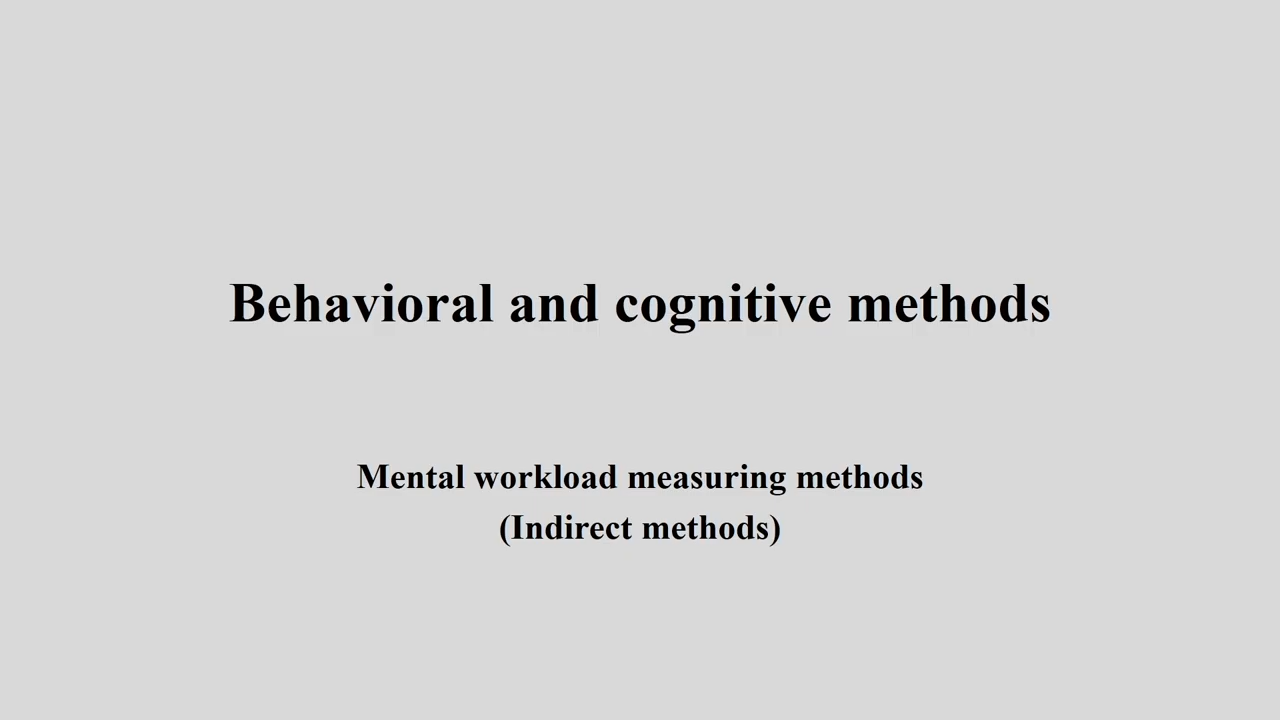 Behavioral and cognitive methods
Mental workload measuring methods
(Indirect methods)